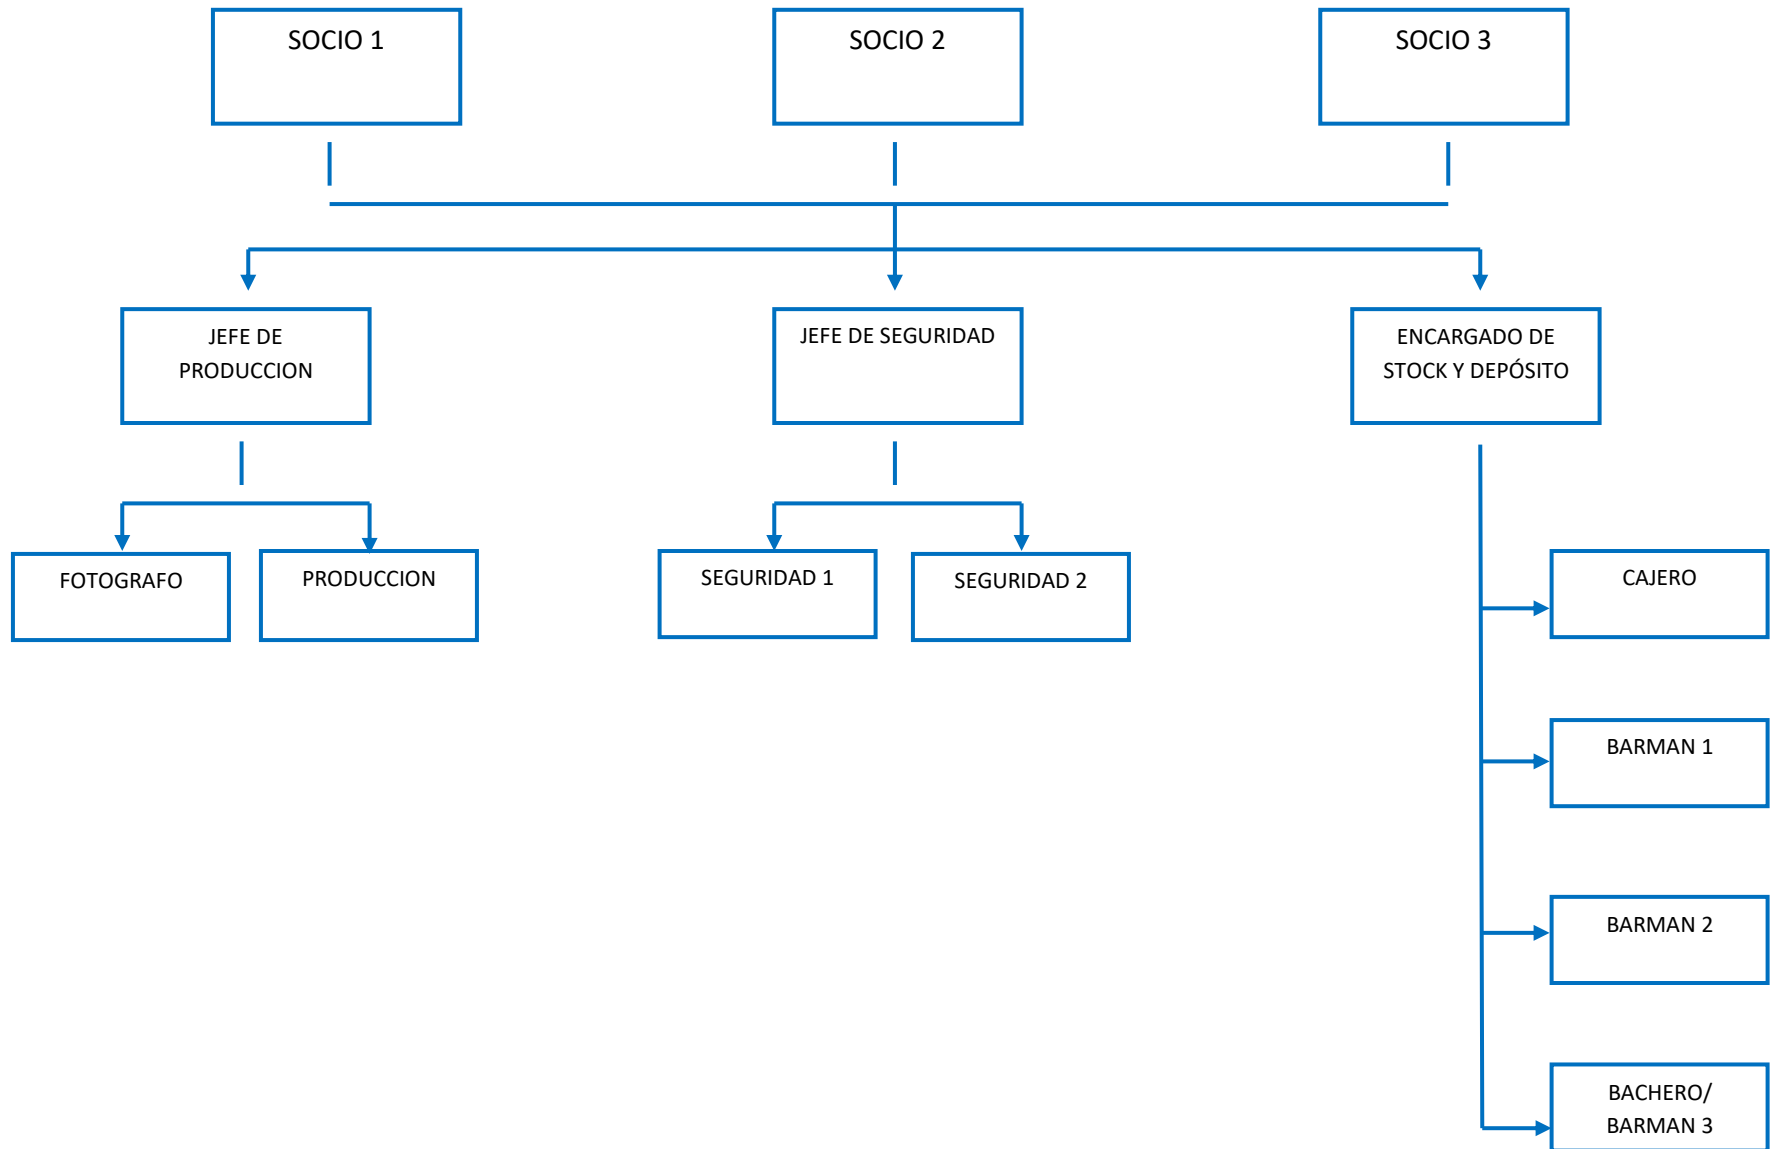 SOCIO 1
SOCIO 2
SOCIO 3
JEFE DE
PRODUCCION
JEFE DE SEGURIDAD
ENCARGADO DE
STOCK Y DEPÓSITO
FOTOGRAFO
PRODUCCION
SEGURIDAD 1
SEGURIDAD 2
CAJERO
BARMAN 1
BARMAN 2
BACHERO/
BARMAN 3